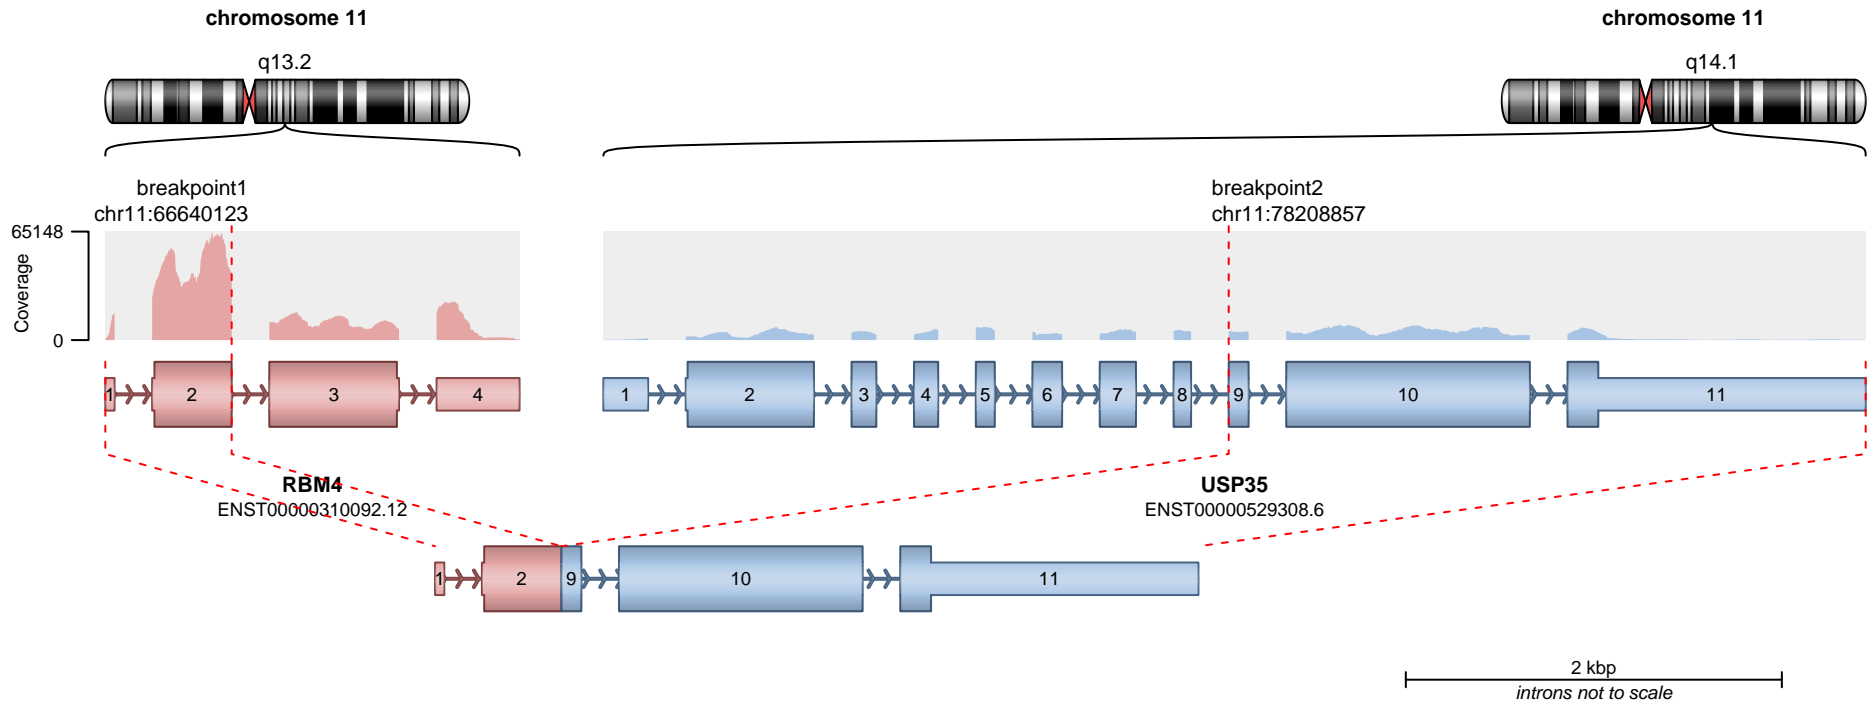 chromosome 11
chromosome 11
q13.2
q14.1
breakpoint1
chr11:66640123
breakpoint2
chr11:78208857
65148
Coverage
0
1 2 3 4
1 2 3 4 5 6 7 8 9 10 11
RBM4
ENST00000310092.12
USP35
ENST00000529308.6
1 2 9 10 11
2 kbp
introns not to scale